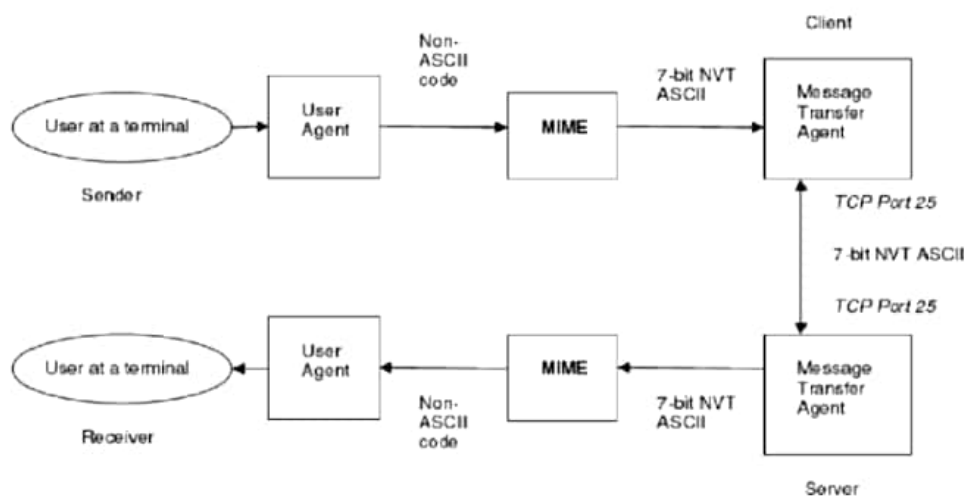 Client
Non-
ASCII
code
7-bit NVT
ASCII
User at a terminal
User
Agent
MIME
Message
Transfer
Agent
Sender
TCP Port 25
7-bit NVT ASCII
TCP Port 25
User at a terminal
User
Agent
MIME
Message
Transfer
Agent
Receiver
Non-
ASCII
code
7-bit NVT
ASCII
Server